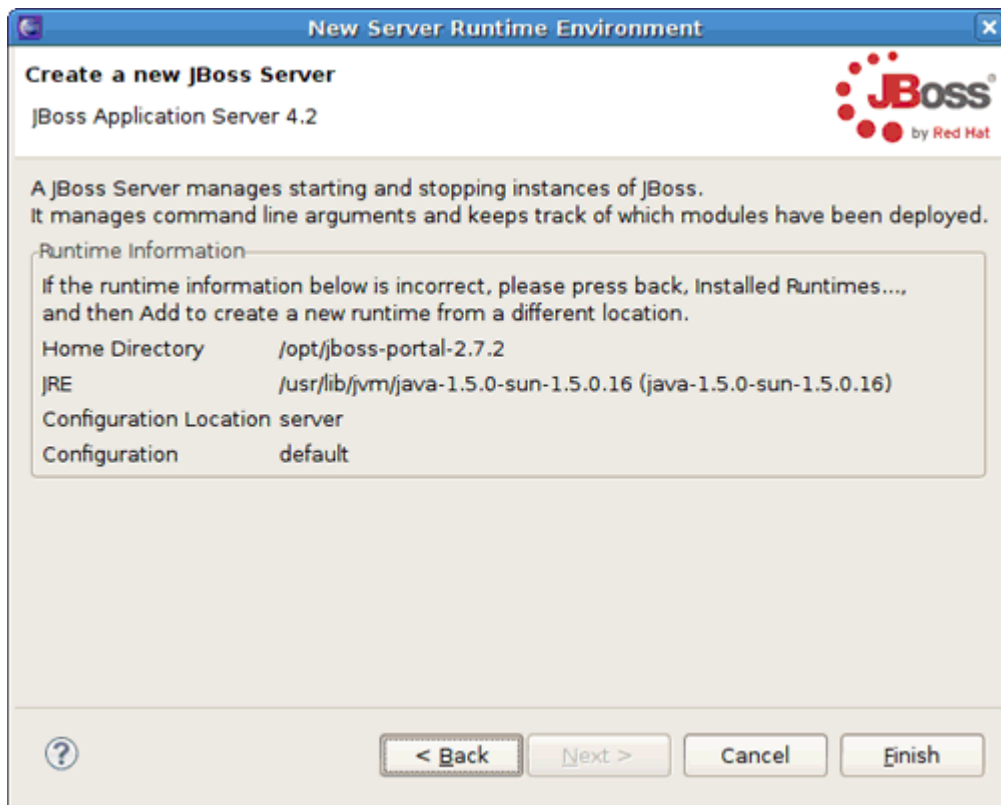 New Server Runtime Environment
Create a new JBoss Server
JBoss Application Server 4.2
JBoss®
by Red Hat
A JBoss Server manages starting and stopping instances of JBoss.
It manages command line arguments and keeps track of which modules have been deployed.
Runtime Information
If the runtime information below is incorrect, please press back, Installed Runtimes...,
and then Add to create a new runtime from a different location.
Home Directory /opt/jboss-portal-2.7.2
JRE /usr/lib/jvm/java-1.5.0-sun-1.5.0.16 (java-1.5.0-sun-1.5.0.16)
Configuration Location server
Configuration default
? < Back Next > Cancel Finish